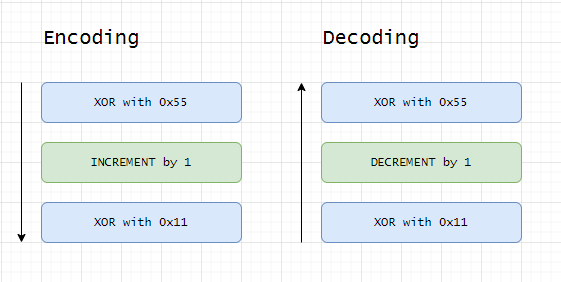 Encoding
XOR with 0x55
INCREMENT by 1
XOR with 0x11
Decoding
XOR with 0x55
DECREMENT by 1
XOR with 0x11